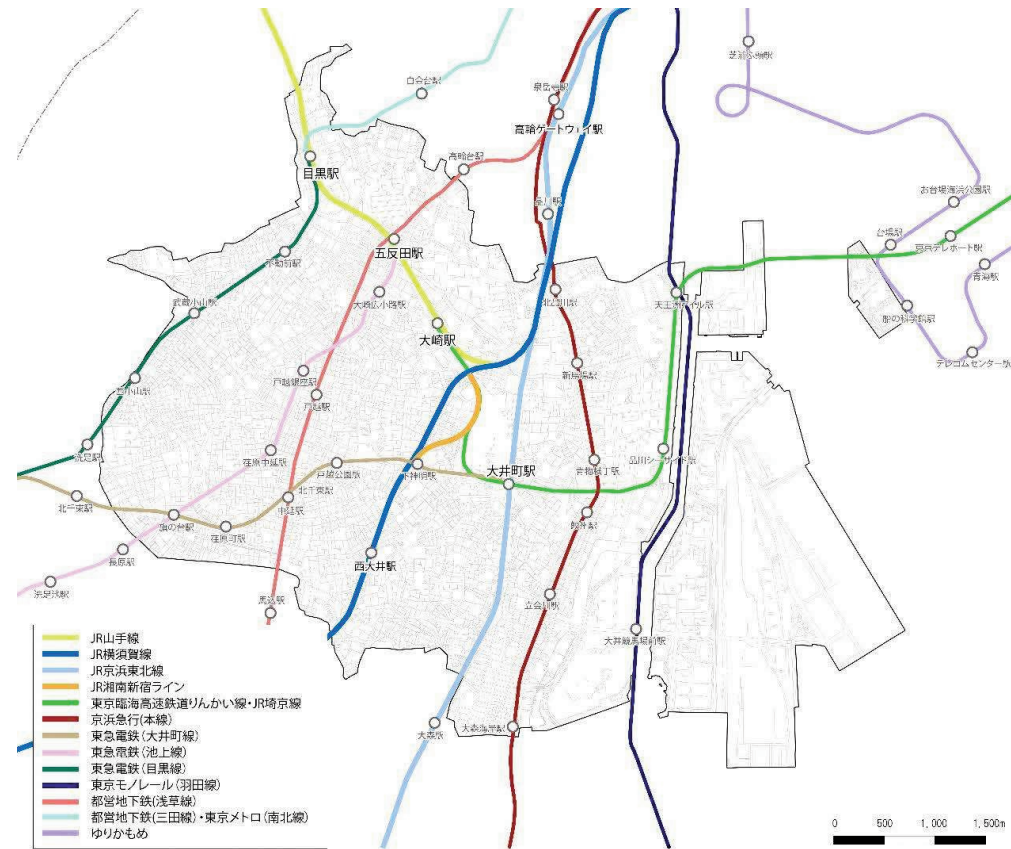 芝浦ふ頭駅
白金台駅
泉岳寺駅
高輪ゲートウェイ駅
高輪台駅
目黒駅
お台場海浜公園駅
品川駅
台場駅
東京テレポート駅
五反田駅
不動前駅
青海駅
大崎広小路駅
武蔵小山駅
北品川駅
天王洲アイル駅
船の科学館駅
大崎駅
新馬場駅
テレコムセンター駅
戸越銀座駅
西小山駅
戸越駅
洗足駅
荏原中延駅
戸越公園駅
下神明駅
大井町駅
青物横丁駅
品川シーサイド駅
北千束駅
北千束駅
中延駅
旗の台駅
荏原町駅
鮫洲駅
長原駅
西大井駅
洗足池駅
馬込駅
立会川駅
大井競馬場前駅
大森駅
大森海岸駅
JR山手線
JR横須賀線
JR京浜東北線
JR湘南新宿ライン
東京臨海高速鉄道りんかい線・JR埼京線
京浜急行(本線)
東急電鉄(大井町線)
東急電鉄(池上線)
東急電鉄(目黒線)
東京モノレール(羽田線)
都営地下鉄(浅草線)
都営地下鉄(三田線)・東京メトロ(南北線)
ゆりかもめ
0 500 1,000 1,500m